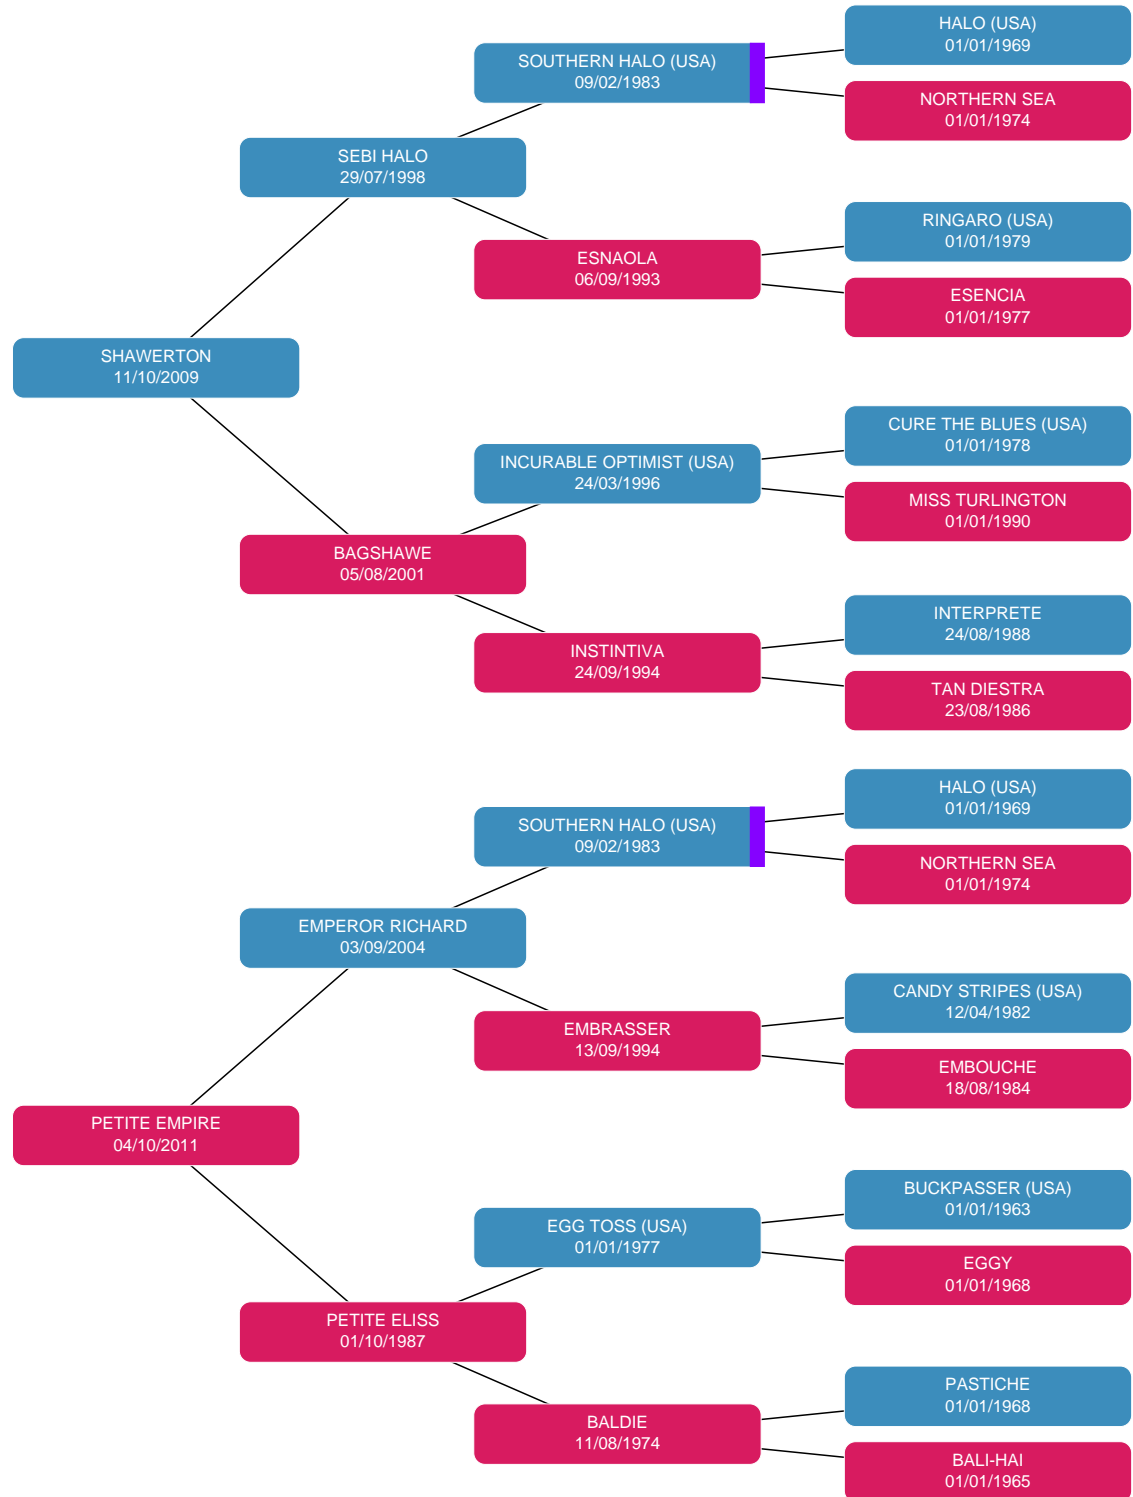 HALO (USA)
01/01/1969
SOUTHERN HALO (USA)
09/02/1983
NORTHERN SEA
01/01/1974
SEBI HALO
29/07/1998
RINGARO (USA)
01/01/1979
ESNAOLA
06/09/1993
ESENCIA
01/01/1977
SHAWERTON
11/10/2009
CURE THE BLUES (USA)
01/01/1978
INCURABLE OPTIMIST (USA)
24/03/1996
MISS TURLINGTON
01/01/1990
BAGSHAWE
05/08/2001
INTERPRETE
24/08/1988
INSTINTIVA
24/09/1994
TAN DIESTRA
23/08/1986
HALO (USA)
01/01/1969
SOUTHERN HALO (USA)
09/02/1983
NORTHERN SEA
01/01/1974
EMPEROR RICHARD
03/09/2004
CANDY STRIPES (USA)
12/04/1982
EMBRASSER
13/09/1994
EMBOUCHE
18/08/1984
PETITE EMPIRE
04/10/2011
BUCKPASSER (USA)
01/01/1963
EGG TOSS (USA)
01/01/1977
EGGY
01/01/1968
PETITE ELISS
01/10/1987
PASTICHE
01/01/1968
BALDIE
11/08/1974
BALI-HAI
01/01/1965